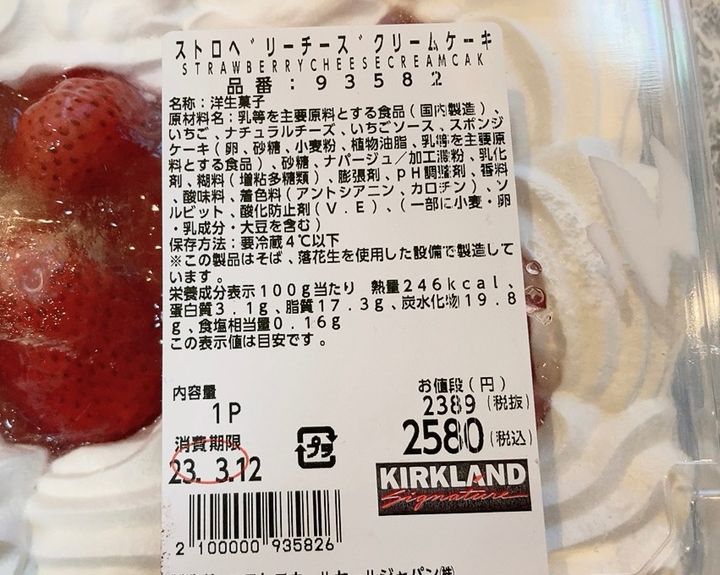 ストロベリーチーズクリームケーキ
STRAWBERRYCHEESECREAMCAK
品番:93582
名称:洋生菓子
原材料名:乳等を主要原料とする食品(国内製造)、
いちご、ナチュラルチーズ、いちごソース、スポンジ
ケーキ(卵、砂糖、小麦粉、植物油脂、乳等を主要原
料とする食品)、砂糖、ナパージュ/加工澱粉、乳化
剤、糊料(増粘多糖類)、膨張剤、pH調整剤、香料
、酸味料、着色料(アントシアニン、カロチン)、ソ
ルビット、酸化防止剤(V.E)、(一部に小麦・卵
・乳成分・大豆を含む)
保存方法:要冷蔵4℃以下
※この製品はそば、落花生を使用した設備で製造して
います。
栄養成分表示100g当たり 熱量246kcal、
蛋白質3.1g、脂質17.3g、炭水化物19.8
g、食塩相当量0.16g
この表示値は目安です。
内容量
1P
お値段(円)
2389(税抜)
2580(税込)
消費期限
23. 3.12
プラ
KIRKLAND
Signature
2 100000 935826
ホールセールジャパン㈱